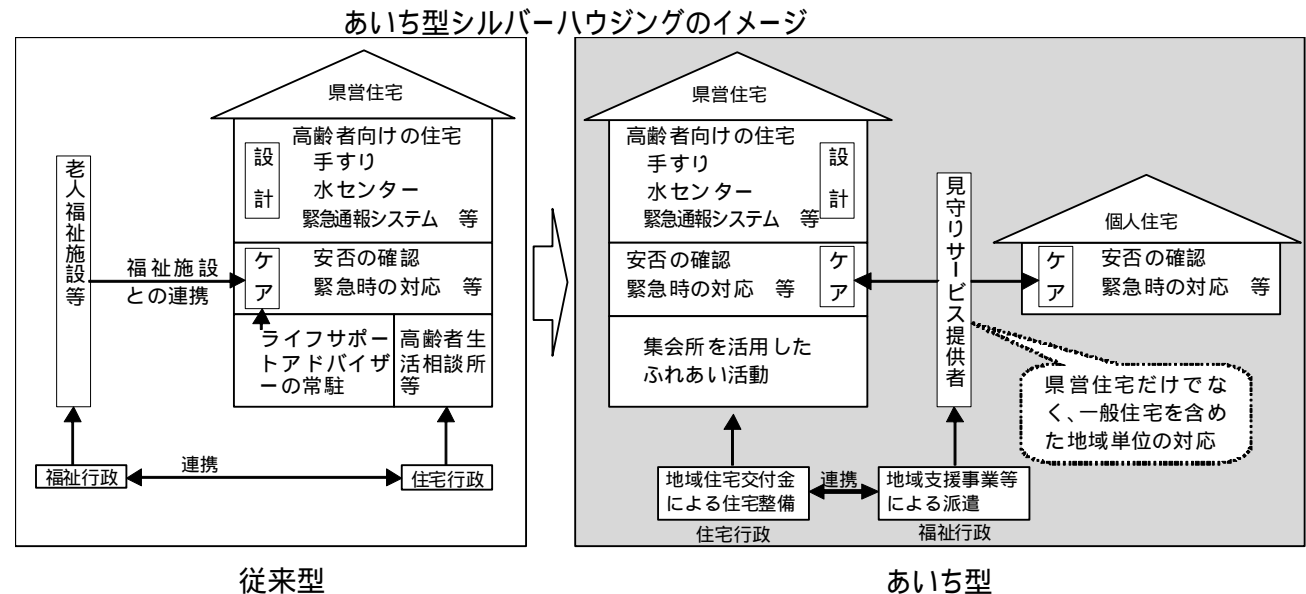 あいち型シルバーハウジングのイメージ
県営住宅
高齢者向けの住宅
手すり
水センター
緊急通報システム　等
設計
老人福祉施設等
福祉施設
との連携
ケア
安否の確認
緊急時の対応　等
ライフサポー
トアドバイザ
ーの常駐
高齢者生
活相談所
等
福祉行政
連携
住宅行政
従来型
県営住宅
高齢者向けの住宅
手すり
水センター
緊急通報システム　等
設計
安否の確認
緊急時の対応　等
ケア
集会所を活用した
ふれあい活動
見守りサービス提供者
個人住宅
ケア
安否の確認
緊急時の対応　等
県営住宅だけでな
く、一般住宅を含め
た地域単位の対応
地域住宅交付金
による住宅整備
連携
地域支援事業等
による派遣
住宅行政
福祉行政
あいち型